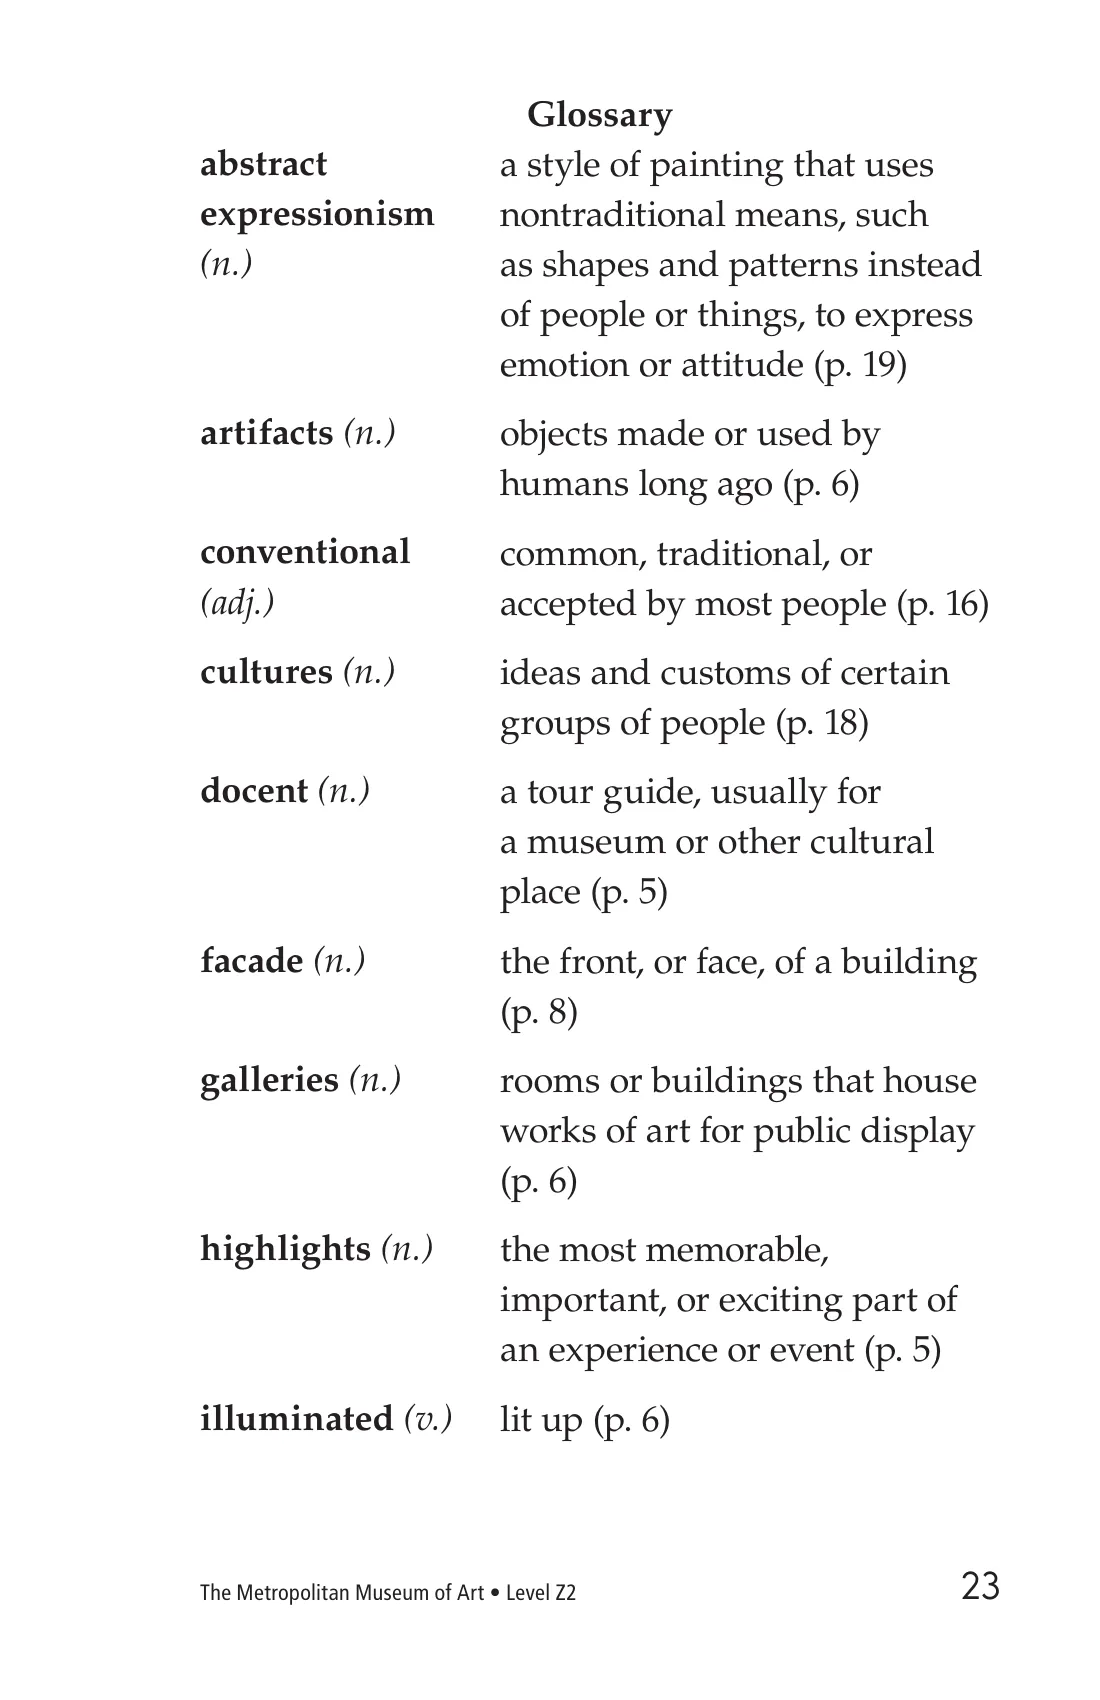 Glossary
abstract a style of painting that uses
expressionism nontraditional means, such
(n.) as shapes and patterns instead
of people or things, to express
emotion or attitude (p. 19)
artifacts (n.) objects made or used by
humans long ago (p. 6)
conventional common, traditional, or
(adj.) accepted by most people (p. 16)
cultures (n.) ideas and customs of certain
groups of people (p. 18)
docent (n.) a tour guide, usually for
a museum or other cultural
place (p. 5)
facade (n.) the front, or face, of a building
(p. 8)
galleries (n.) rooms or buildings that house
works of art for public display
(p. 6)
highlights (n.) the most memorable,
important, or exciting part of
an experience or event (p. 5)
illuminated (v.) lit up (p. 6)
The Metropolitan Museum of Art • Level Z2 23